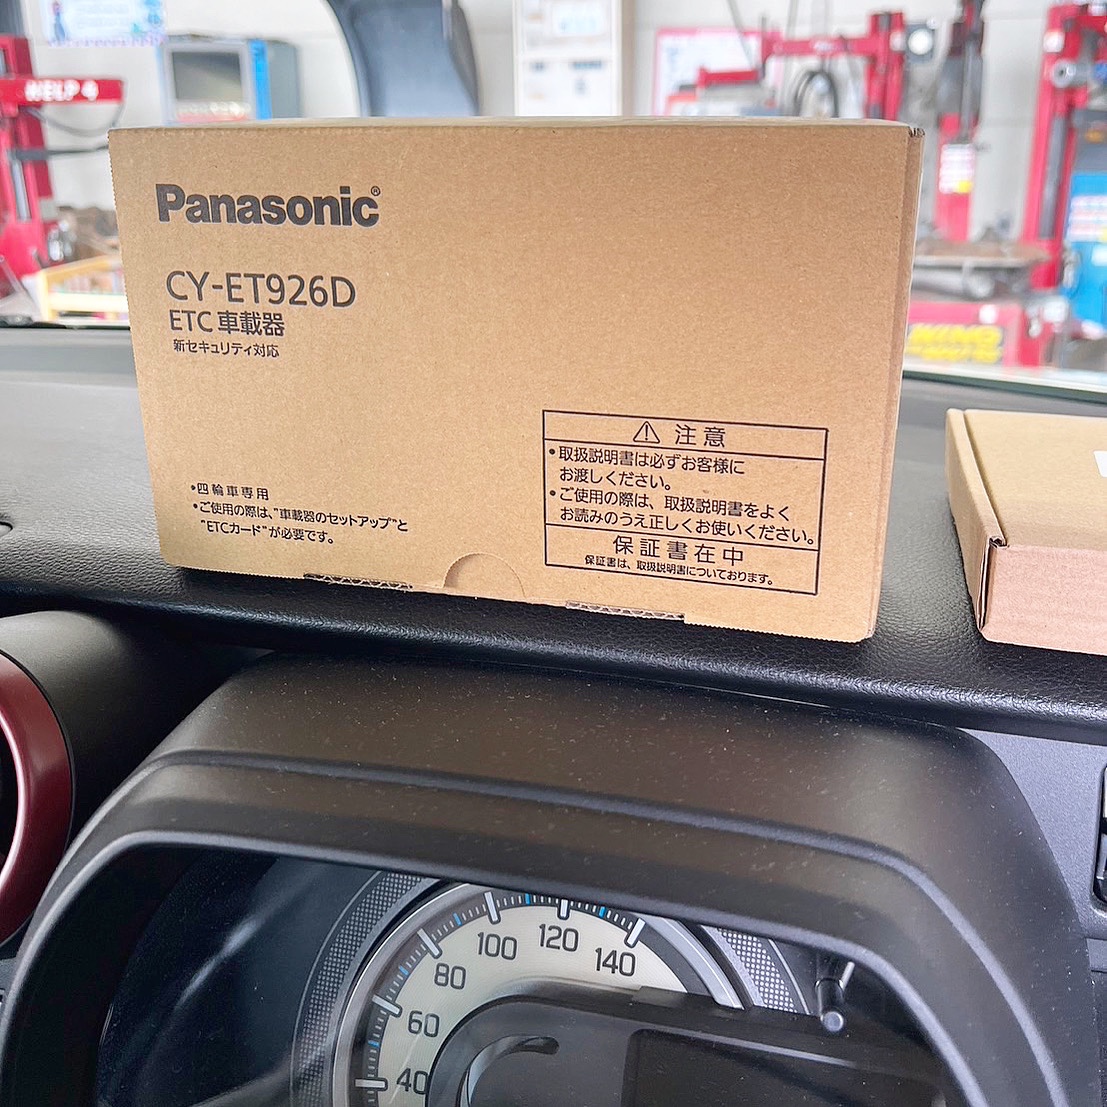 HELP 4
Panasonic®
CY-ET926D
ETC 車載器
新セキュリティ対応
•四輪車専用
•ご使用の際は、"車載器のセットアップ"と
"ETCカード"が必要です。
⚠ 注意
•取扱説明書は必ずお客様に
お渡しください。
•ご使用の際は、取扱説明書をよく
お読みのうえ正しくお使いください。
保証書在中
保証書は、取扱説明書についております。
40
60
80
100
120
140